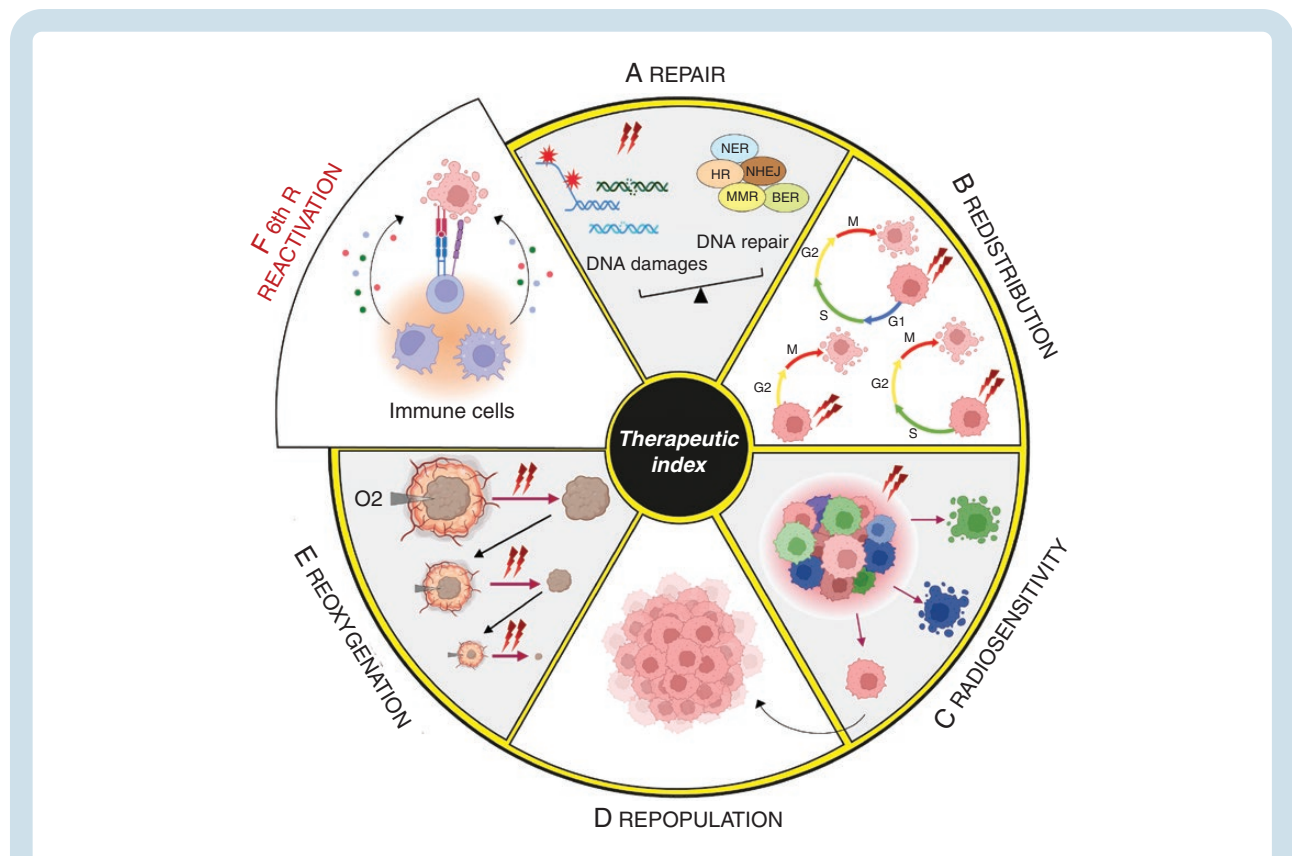 A REPAIR
NER
HR
NHEJ
MMR
BER
DNA repair
DNA damages
B REDISTRIBUTION
M
G2
S
G1
M
G2
M
G2
S
C RADIOSENSITIVITY
D REPOPULATION
E REOXYGENATION
O2
F 6th R
REACTIVATION
Immune cells
Therapeutic
index